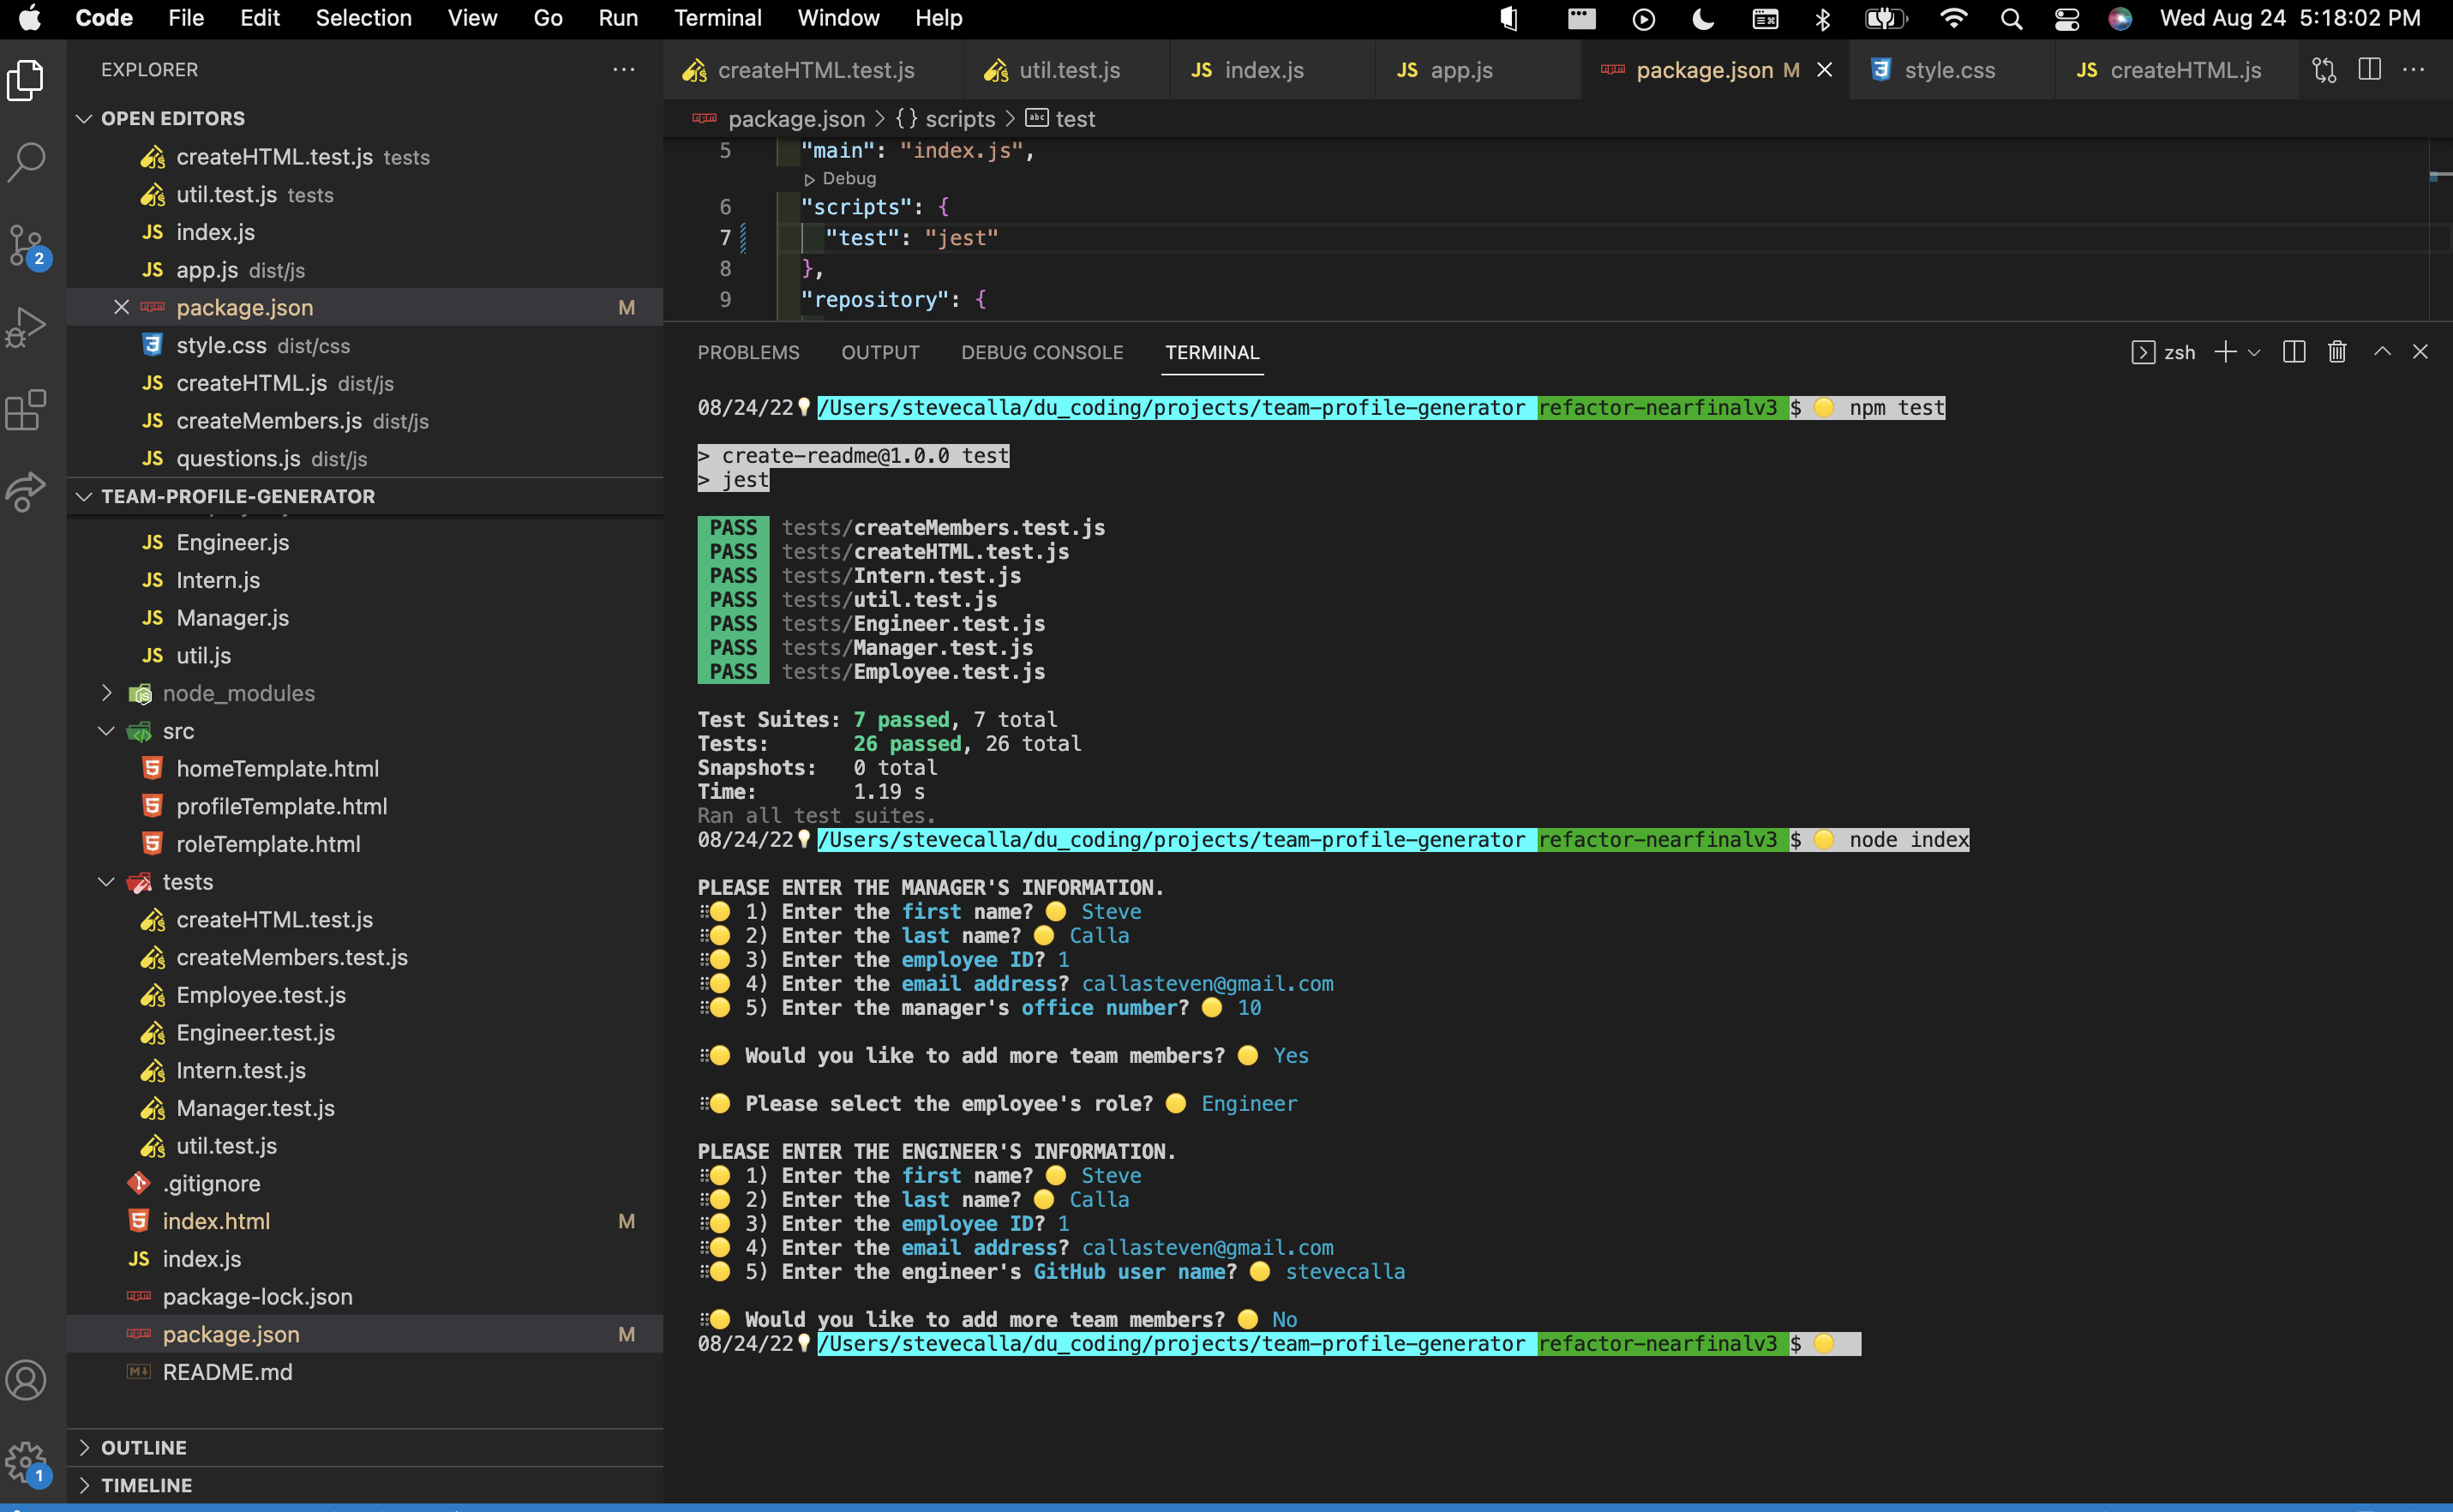 Code File Edit Selection View Go Run Terminal Window Help Wed Aug 24 5:18:02 PM
EXPLORER
OPEN EDITORS
createHTML.test.js tests
util.test.js tests
JS index.js
JS app.js dist/js
package.json M
style.css dist/css
JS createHTML.js dist/js
JS createMembers.js dist/js
JS questions.js dist/js
TEAM-PROFILE-GENERATOR
JS Engineer.js
JS Intern.js
JS Manager.js
JS util.js
node_modules
src
homeTemplate.html
profileTemplate.html
roleTemplate.html
tests
createHTML.test.js
createMembers.test.js
Employee.test.js
Engineer.test.js
Intern.test.js
Manager.test.js
util.test.js
.gitignore
index.html M
JS index.js
package-lock.json
package.json M
README.md
OUTLINE
TIMELINE
2
1
createHTML.test.js util.test.js JS index.js JS app.js package.json M style.css JS createHTML.js
package.json > {} scripts > abc test
5 "main": "index.js",
Debug
6 "scripts": {
7 "test": "jest"
8 },
9 "repository": {
PROBLEMS OUTPUT DEBUG CONSOLE TERMINAL zsh
08/24/22 /Users/stevecalla/du_coding/projects/team-profile-generator refactor-nearfinalv3 $ npm test
> create-readme@1.0.0 test
> jest
PASS tests/createMembers.test.js
PASS tests/createHTML.test.js
PASS tests/Intern.test.js
PASS tests/util.test.js
PASS tests/Engineer.test.js
PASS tests/Manager.test.js
PASS tests/Employee.test.js
Test Suites: 7 passed, 7 total
Tests: 26 passed, 26 total
Snapshots: 0 total
Time: 1.19 s
Ran all test suites.
08/24/22 /Users/stevecalla/du_coding/projects/team-profile-generator refactor-nearfinalv3 $ node index
PLEASE ENTER THE MANAGER'S INFORMATION.
1) Enter the first name? Steve
2) Enter the last name? Calla
3) Enter the employee ID? 1
4) Enter the email address? callasteven@gmail.com
5) Enter the manager's office number? 10
Would you like to add more team members? Yes
Please select the employee's role? Engineer
PLEASE ENTER THE ENGINEER'S INFORMATION.
1) Enter the first name? Steve
2) Enter the last name? Calla
3) Enter the employee ID? 1
4) Enter the email address? callasteven@gmail.com
5) Enter the engineer's GitHub user name? stevecalla
Would you like to add more team members? No
08/24/22 /Users/stevecalla/du_coding/projects/team-profile-generator refactor-nearfinalv3 $